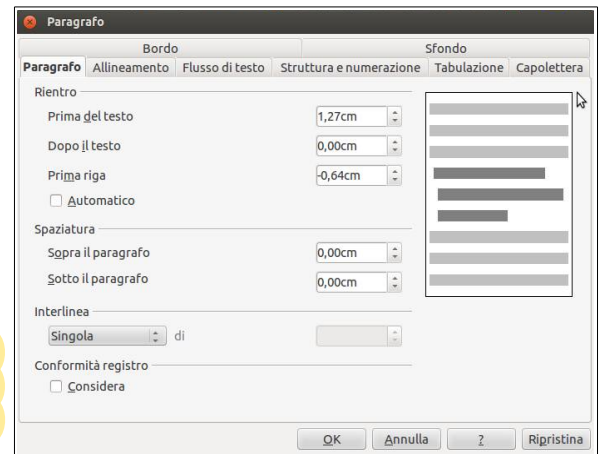 Paragrafo
Bordo Sfondo
Paragrafo Allineamento Flusso di testo Struttura e numerazione Tabulazione Capolettera
Rientro
Prima del testo 1,27cm
Dopo il testo 0,00cm
Prima riga -0,64cm
Automatico
Spaziatura
Sopra il paragrafo 0,00cm
Sotto il paragrafo 0,00cm
Interlinea
Singola di
Conformità registro
Considera
OK Annulla ? Ripristina